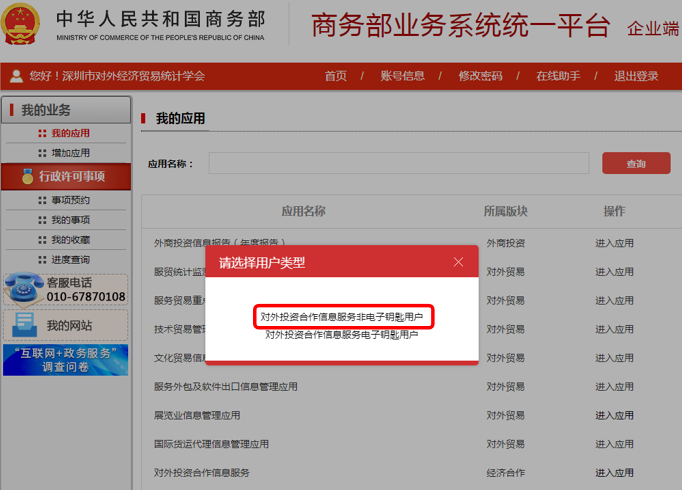 中华人民共和国商务部
MINISTRY OF COMMERCE OF THE PEOPLE'S REPUBLIC OF CHINA
商务部业务系统统一平台 企业端
您好！深圳市对外经济贸易统计学会
首页 / 账号信息 / 修改密码 / 在线助手 / 退出登录
我的业务
我的应用
增加应用
行政许可事项
事项预约
我的事项
我的收藏
进度查询
客服电话
010-67870108
我的网站
“互联网+政务服务”
调查问卷
我的应用
应用名称：
查询
应用名称 所属版块 操作
外商投资信息报告（年度报告） 外商投资 进入应用
服贸统计监 对外贸易 进入应用
服务贸易重点 对外贸易 进入应用
技术贸易管 对外贸易 进入应用
文化贸易信息 对外贸易 进入应用
服务外包及软件出口信息管理应用 对外贸易 进入应用
展览业信息管理应用 对外贸易 进入应用
国际货运代理信息管理应用 对外贸易 进入应用
对外投资合作信息服务 经济合作 进入应用
请选择用户类型
对外投资合作信息服务非电子钥匙用户
对外投资合作信息服务电子钥匙用户